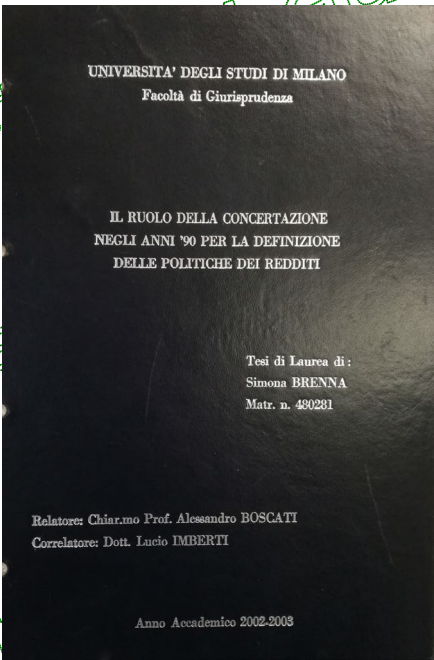 UNIVERSITA' DEGLI STUDI DI MILANO
Facoltà di Giurisprudenza
IL RUOLO DELLA CONCERTAZIONE
NEGLI ANNI '90 PER LA DEFINIZIONE
DELLE POLITICHE DEI REDDITI
Tesi di Laurea di :
Simona BRENNA
Matr. n. 480281
Relatore: Chiar.mo Prof. Alessandro BOSCATI
Correlatore: Dott. Lucio IMBERTI
Anno Accademico 2002-2003